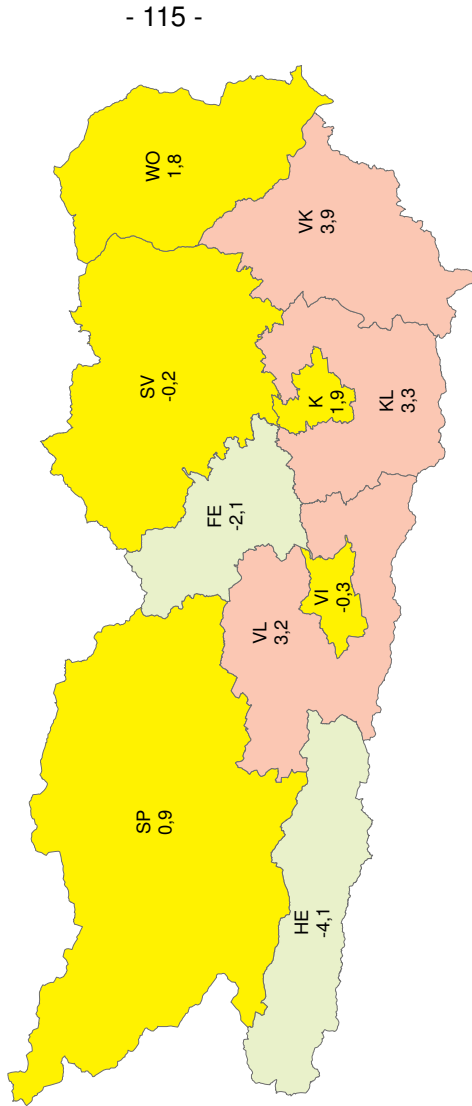 - 115 -
WO
1,8
VK
3,9
SV
-0,2
K
1,9
KL
3,3
FE
-2,1
VI
-0,3
VL
3,2
SP
0,9
HE
-4,1